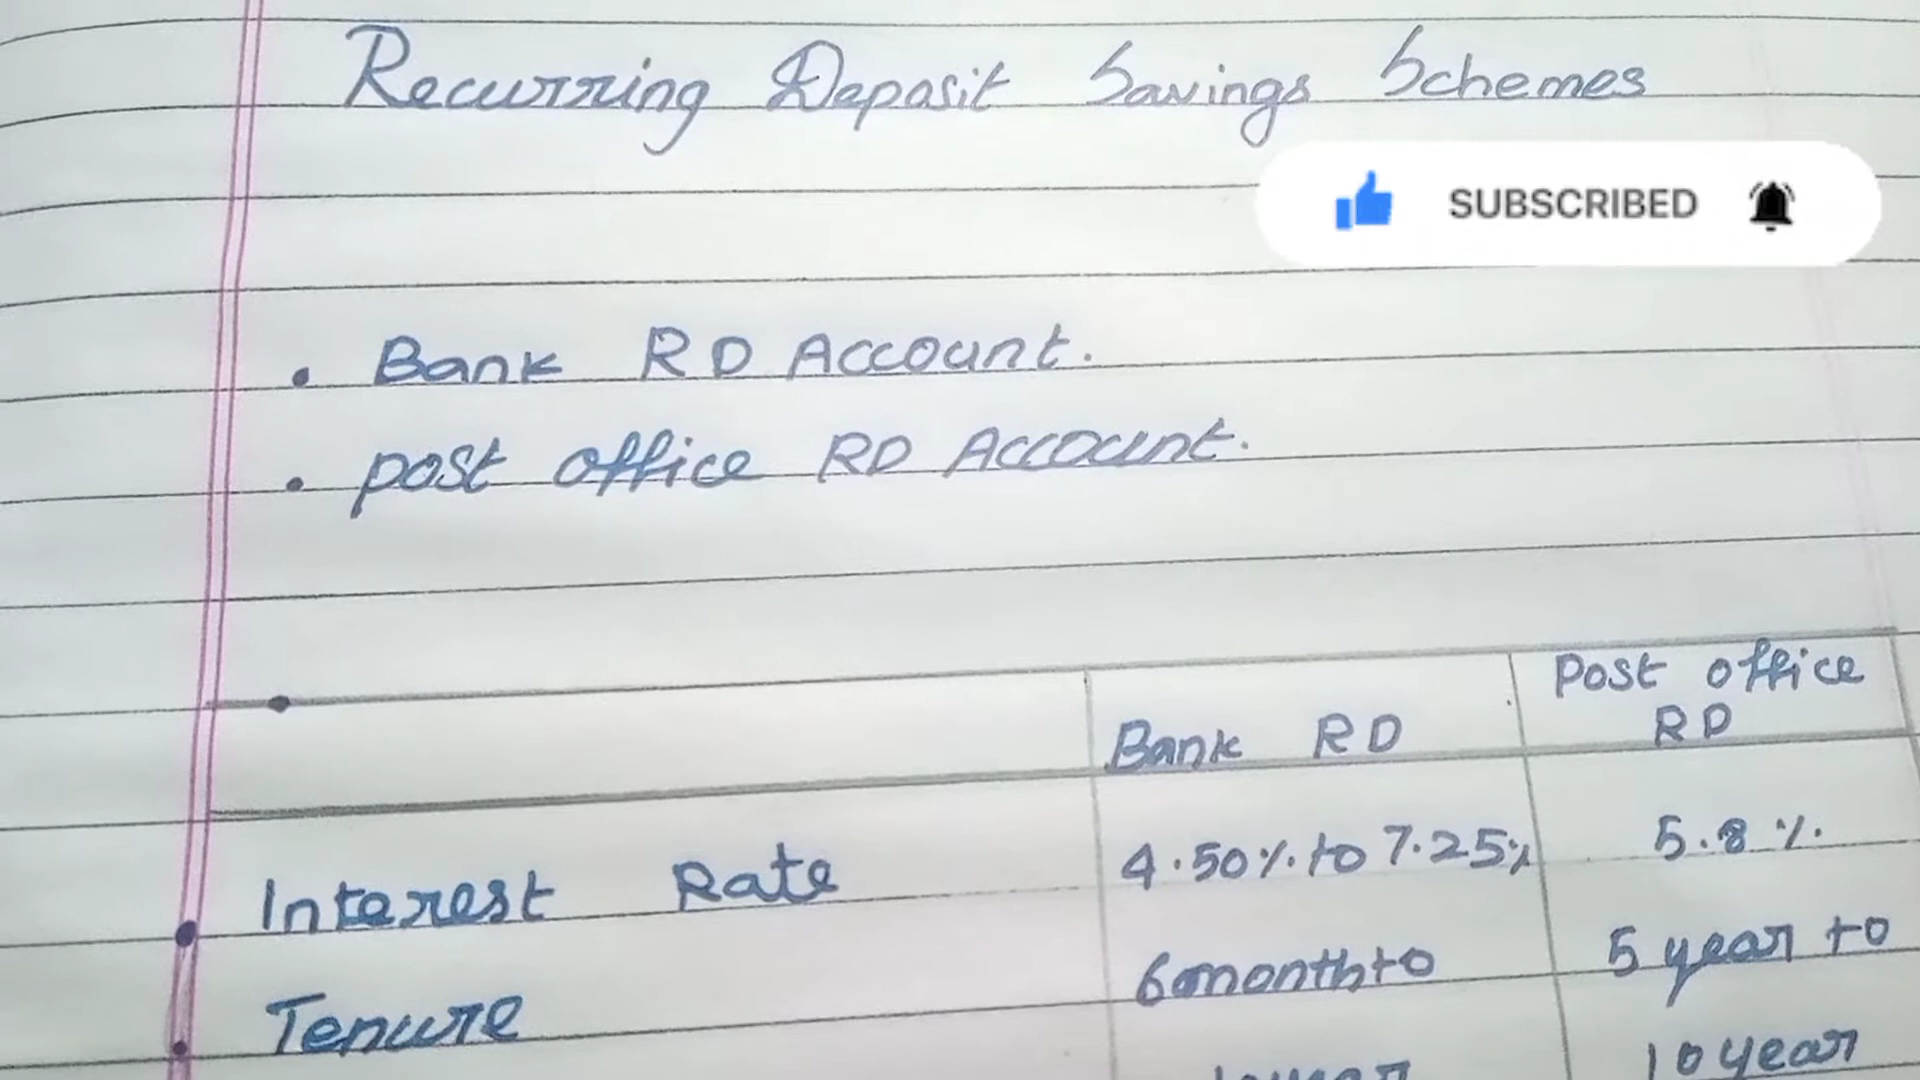 Recurring Deposit Savings Schemes
SUBSCRIBED
• Bank RD Account.
• Post office RD Account.
Bank RD
Post office
RD
Interest Rate
4.50% to 7.25%
5.8%
Tenure
6month to
5 year to
10 year